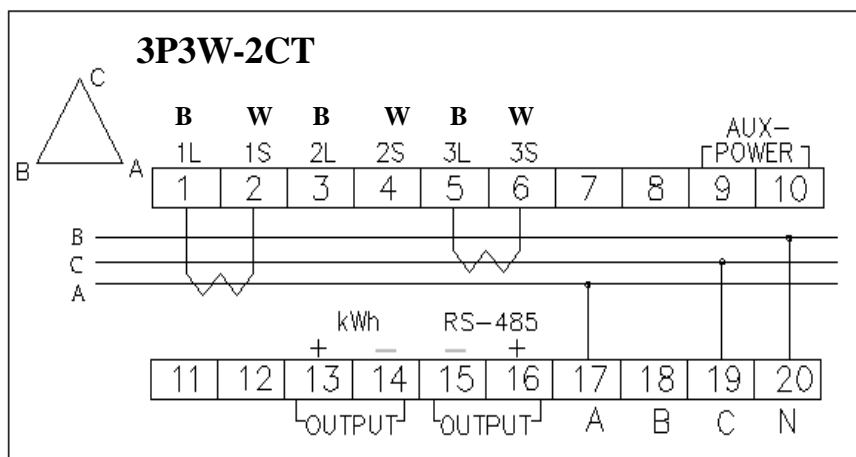 3P3W-2CT
C
B A
B W B W B W
1L 1S 2L 2S 3L 3S
AUX-
POWER
1 2 3 4 5 6 7 8 9 10
B
C
A
kWh RS-485
+ − − +
11 12 13 14 15 16 17 18 19 20
OUTPUT OUTPUT A B C N